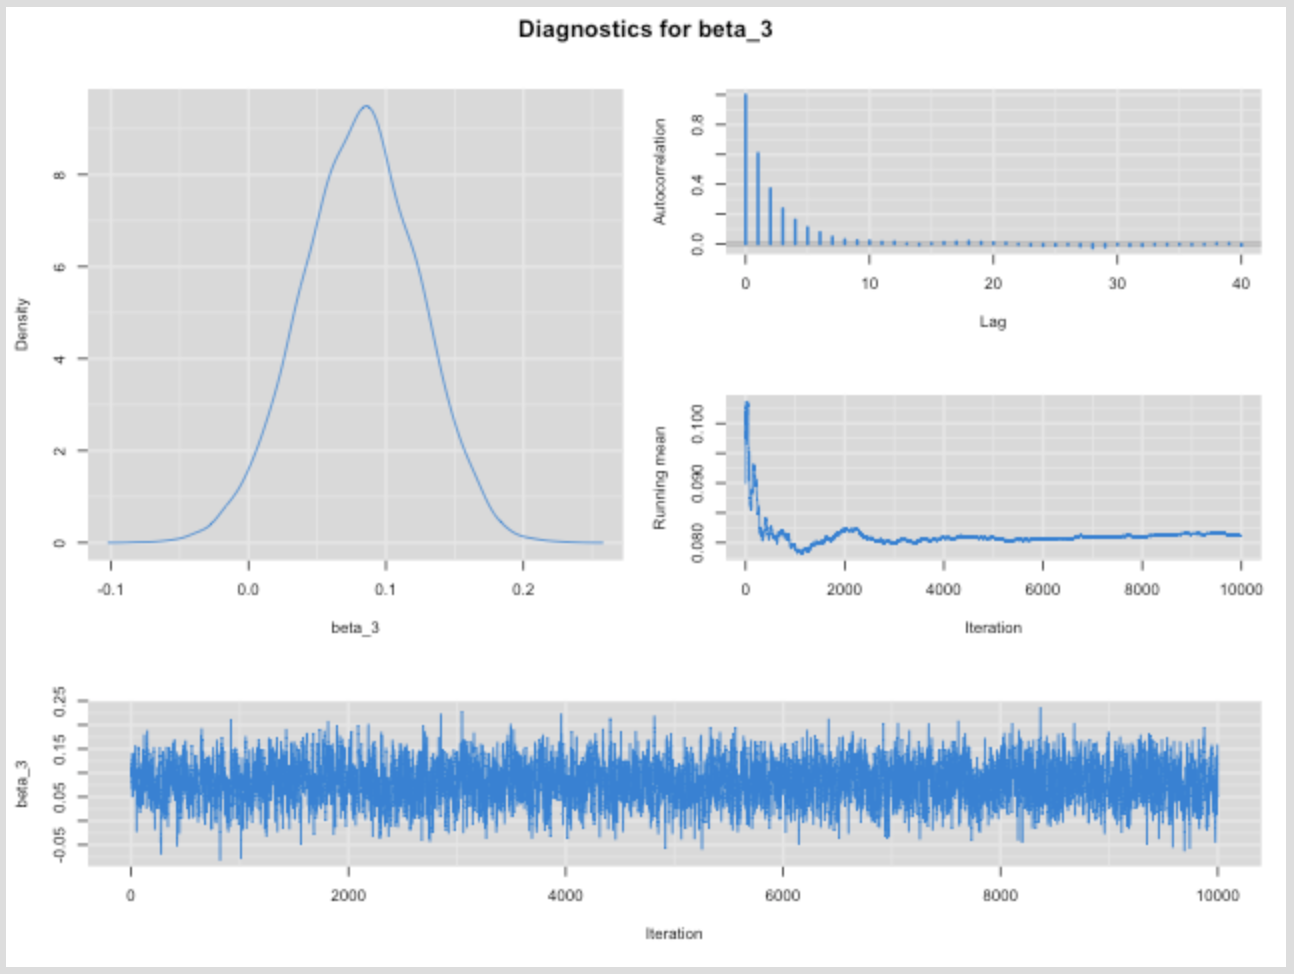 Diagnostics for beta_3
Density
8
6
4
2
0
-0.1 0.0 0.1 0.2
beta_3
Autocorrelation
0.8
0.4
0.0
0 10 20 30 40
Lag
Running mean
0.100
0.090
0.080
0 2000 4000 6000 8000 10000
Iteration
beta_3
0.25
0.15
0.05
-0.05
0 2000 4000 6000 8000 10000
Iteration